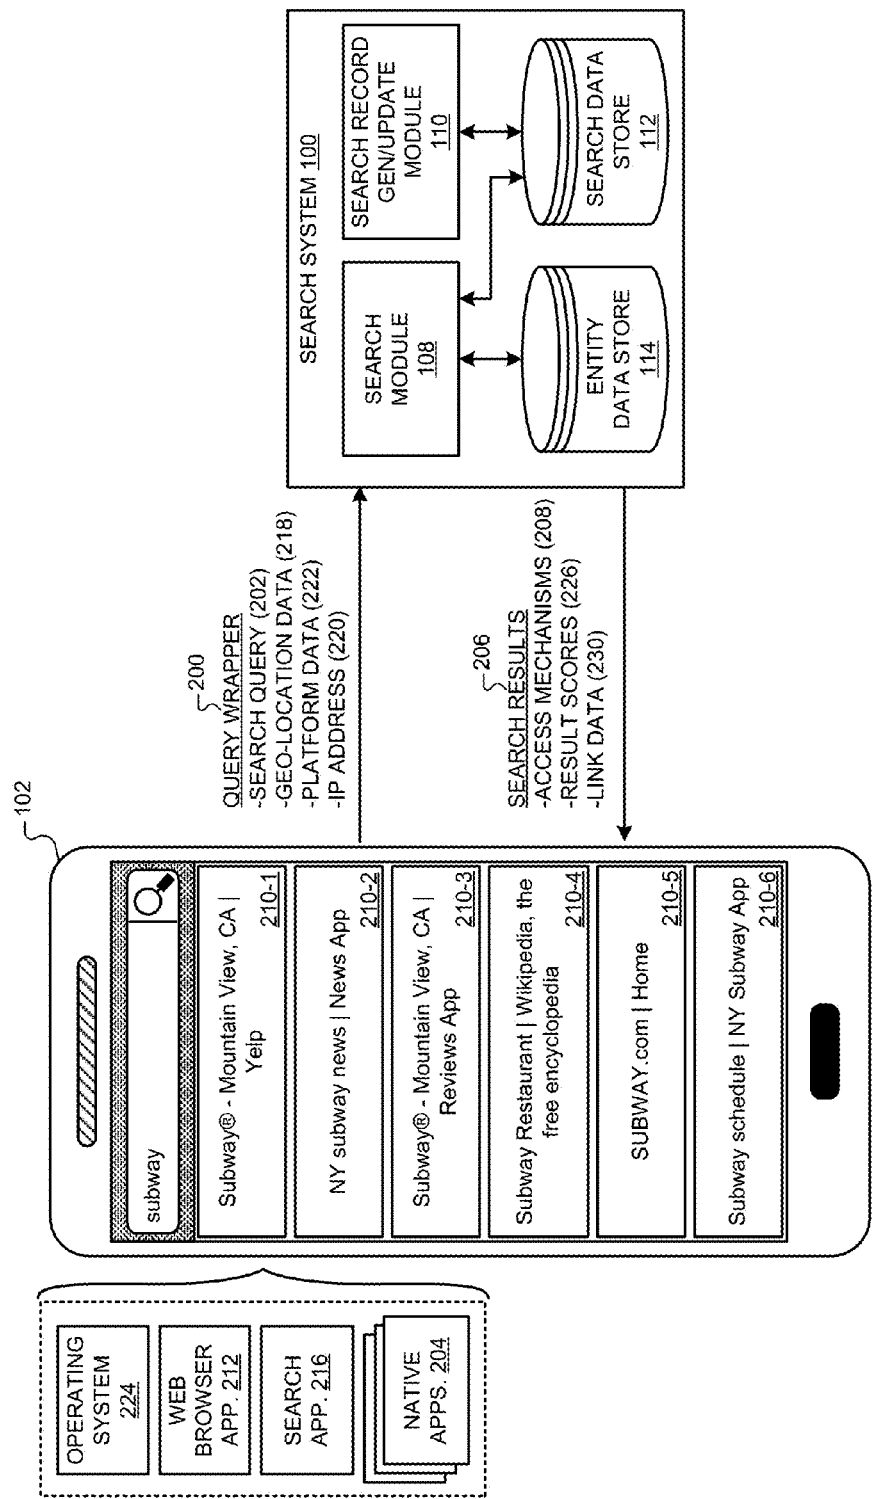 OPERATING
SYSTEM
224
WEB
BROWSER
APP. 212
SEARCH
APP. 216
NATIVE
APPS. 204
102
subway
Subway® - Mountain View, CA |
Yelp
210-1
NY subway news | News App
210-2
Subway® - Mountain View, CA |
Reviews App
210-3
Subway Restaurant | Wikipedia, the
free encyclopedia
210-4
SUBWAY.com | Home
210-5
Subway schedule | NY Subway App
210-6
200
QUERY WRAPPER
-SEARCH QUERY (202)
-GEO-LOCATION DATA (218)
-PLATFORM DATA (222)
-IP ADDRESS (220)
206
SEARCH RESULTS
-ACCESS MECHANISMS (208)
-RESULT SCORES (226)
-LINK DATA (230)
SEARCH SYSTEM 100
SEARCH
MODULE
108
SEARCH RECORD
GEN/UPDATE
MODULE
110
ENTITY
DATA STORE
114
SEARCH DATA
STORE
112